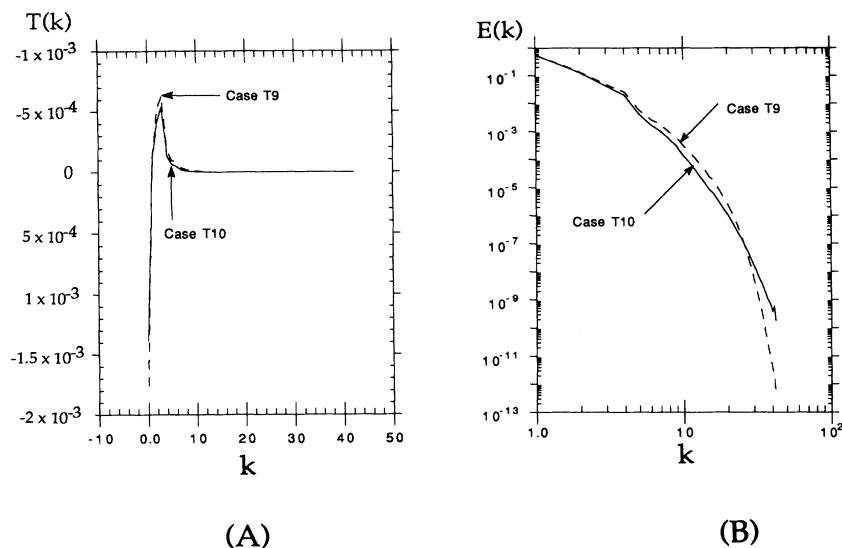 T(k)
-1 x 10-3
-5 x 10-4
0
5 x 10-4
1 x 10-3
-1.5 x 10-3
-2 x 10-3
Case T9
Case T10
-10 0.0 10 20 30 40 50
k
(A)
E(k)
10-1
10-3
10-5
10-7
10-9
10-11
10-13
Case T9
Case T10
1.0 10 102
k
(B)